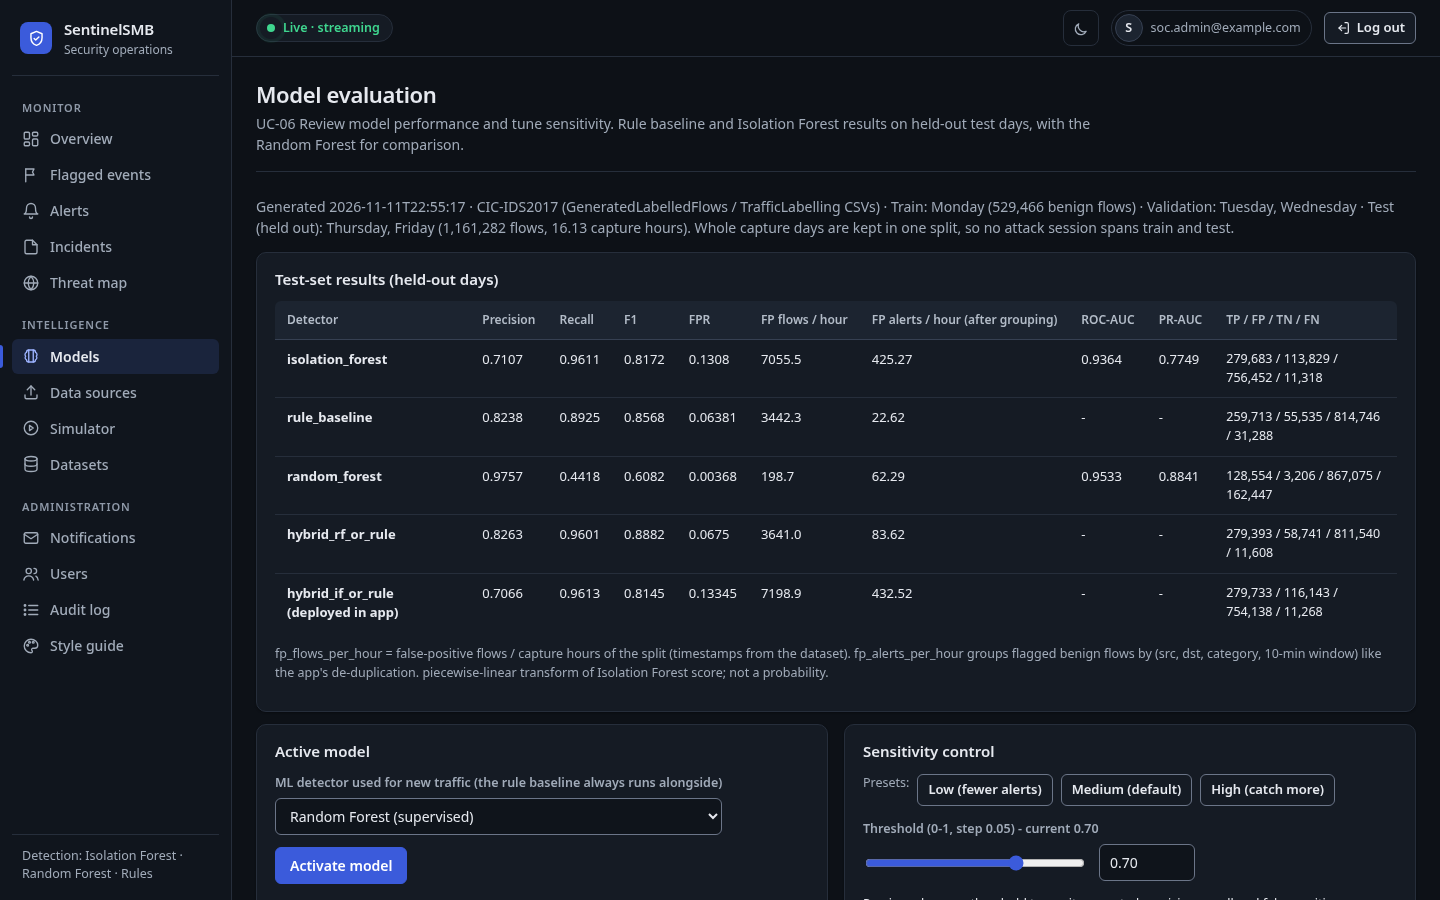 SentinelSMB
Security operations
MONITOR
Overview
Flagged events
Alerts
Incidents
Threat map
INTELLIGENCE
Models
Data sources
Simulator
Datasets
ADMINISTRATION
Notifications
Users
Audit log
Style guide
Detection: Isolation Forest ·
Random Forest · Rules
Live · streaming
S
soc.admin@example.com
Log out
Model evaluation
UC-06 Review model performance and tune sensitivity. Rule baseline and Isolation Forest results on held-out test days, with the
Random Forest for comparison.
Generated 2026-11-11T22:55:17 · CIC-IDS2017 (GeneratedLabelledFlows / TrafficLabelling CSVs) · Train: Monday (529,466 benign flows) · Validation: Tuesday, Wednesday · Test
(held out): Thursday, Friday (1,161,282 flows, 16.13 capture hours). Whole capture days are kept in one split, so no attack session spans train and test.
Test-set results (held-out days)
Detector Precision Recall F1 FPR FP flows / hour FP alerts / hour (after grouping) ROC-AUC PR-AUC TP / FP / TN / FN
isolation_forest 0.7107 0.9611 0.8172 0.1308 7055.5 425.27 0.9364 0.7749 279,683 / 113,829 /
756,452 / 11,318
rule_baseline 0.8238 0.8925 0.8568 0.06381 3442.3 22.62 - - 259,713 / 55,535 / 814,746
/ 31,288
random_forest 0.9757 0.4418 0.6082 0.00368 198.7 62.29 0.9533 0.8841 128,554 / 3,206 / 867,075 /
162,447
hybrid_rf_or_rule 0.8263 0.9601 0.8882 0.0675 3641.0 83.62 - - 279,393 / 58,741 / 811,540
/ 11,608
hybrid_if_or_rule 0.7066 0.9613 0.8145 0.13345 7198.9 432.52 - - 279,733 / 116,143 /
(deployed in app) 754,138 / 11,268
fp_flows_per_hour = false-positive flows / capture hours of the split (timestamps from the dataset). fp_alerts_per_hour groups flagged benign flows by (src, dst, category, 10-min window) like
the app's de-duplication. piecewise-linear transform of Isolation Forest score; not a probability.
Active model
ML detector used for new traffic (the rule baseline always runs alongside)
Random Forest (supervised)
Activate model
Sensitivity control
Presets: Low (fewer alerts) Medium (default) High (catch more)
Threshold (0-1, step 0.05) - current 0.70
0.70